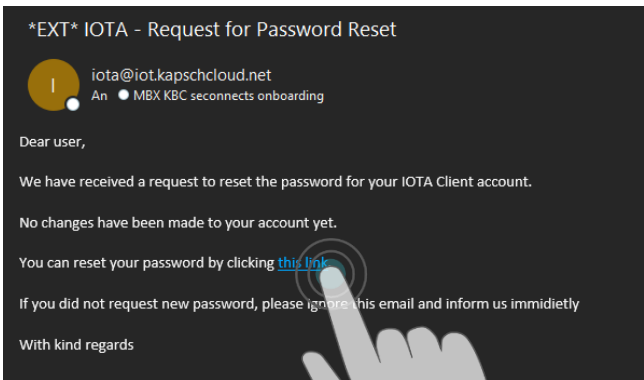 *EXT* IOTA - Request for Password Reset
I
iota@iot.kapschcloud.net
An MBX KBC seconnects onboarding
Dear user,
We have received a request to reset the password for your IOTA Client account.
No changes have been made to your account yet.
You can reset your password by clicking this link.
If you did not request new password, please ignore this email and inform us immidietly
With kind regards